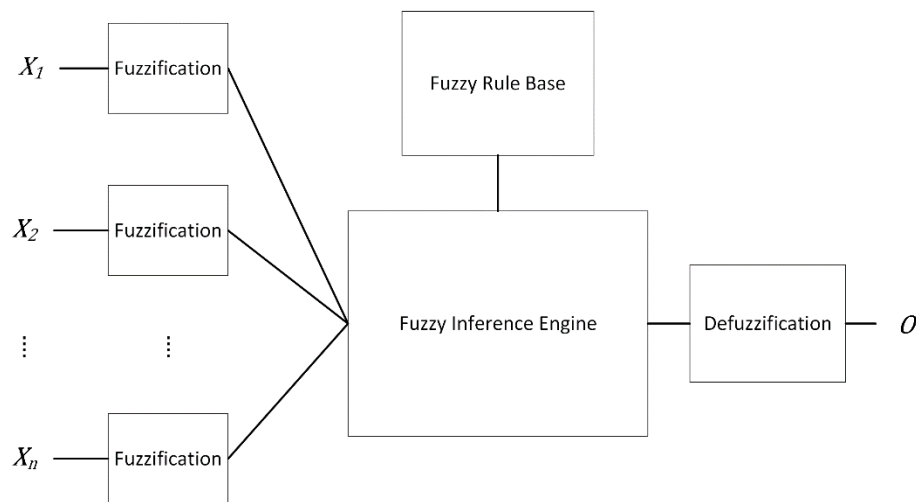 X1
Fuzzification
Fuzzy Rule Base
X2
Fuzzification
Fuzzy Inference Engine
Defuzzification
O
Xn
Fuzzification